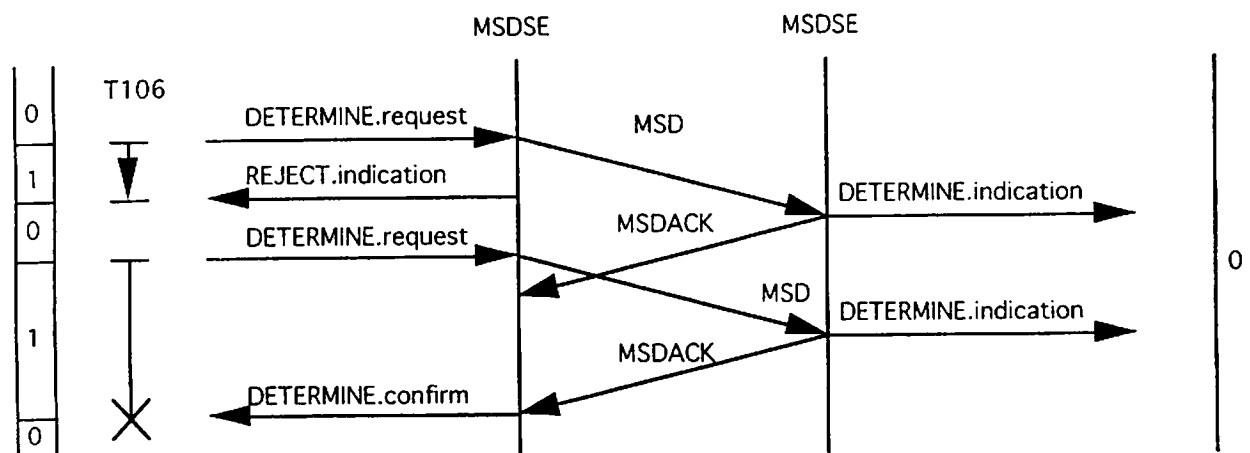 MSDSE MSDSE
T106
0
DETERMINE.request MSD
1 REJECT.indication DETERMINE.indication
0 DETERMINE.request MSDACK
0
MSD DETERMINE.indication
1 MSDACK
DETERMINE.confirm
0